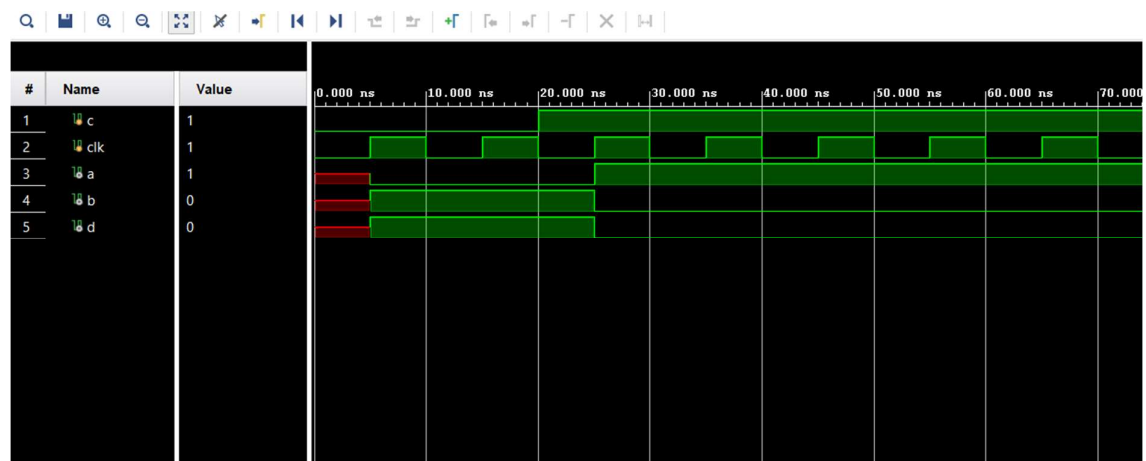 # Name Value
0.000 ns 10.000 ns 20.000 ns 30.000 ns 40.000 ns 50.000 ns 60.000 ns 70.000
1 c 1
2 clk 1
3 a 1
4 b 0
5 d 0